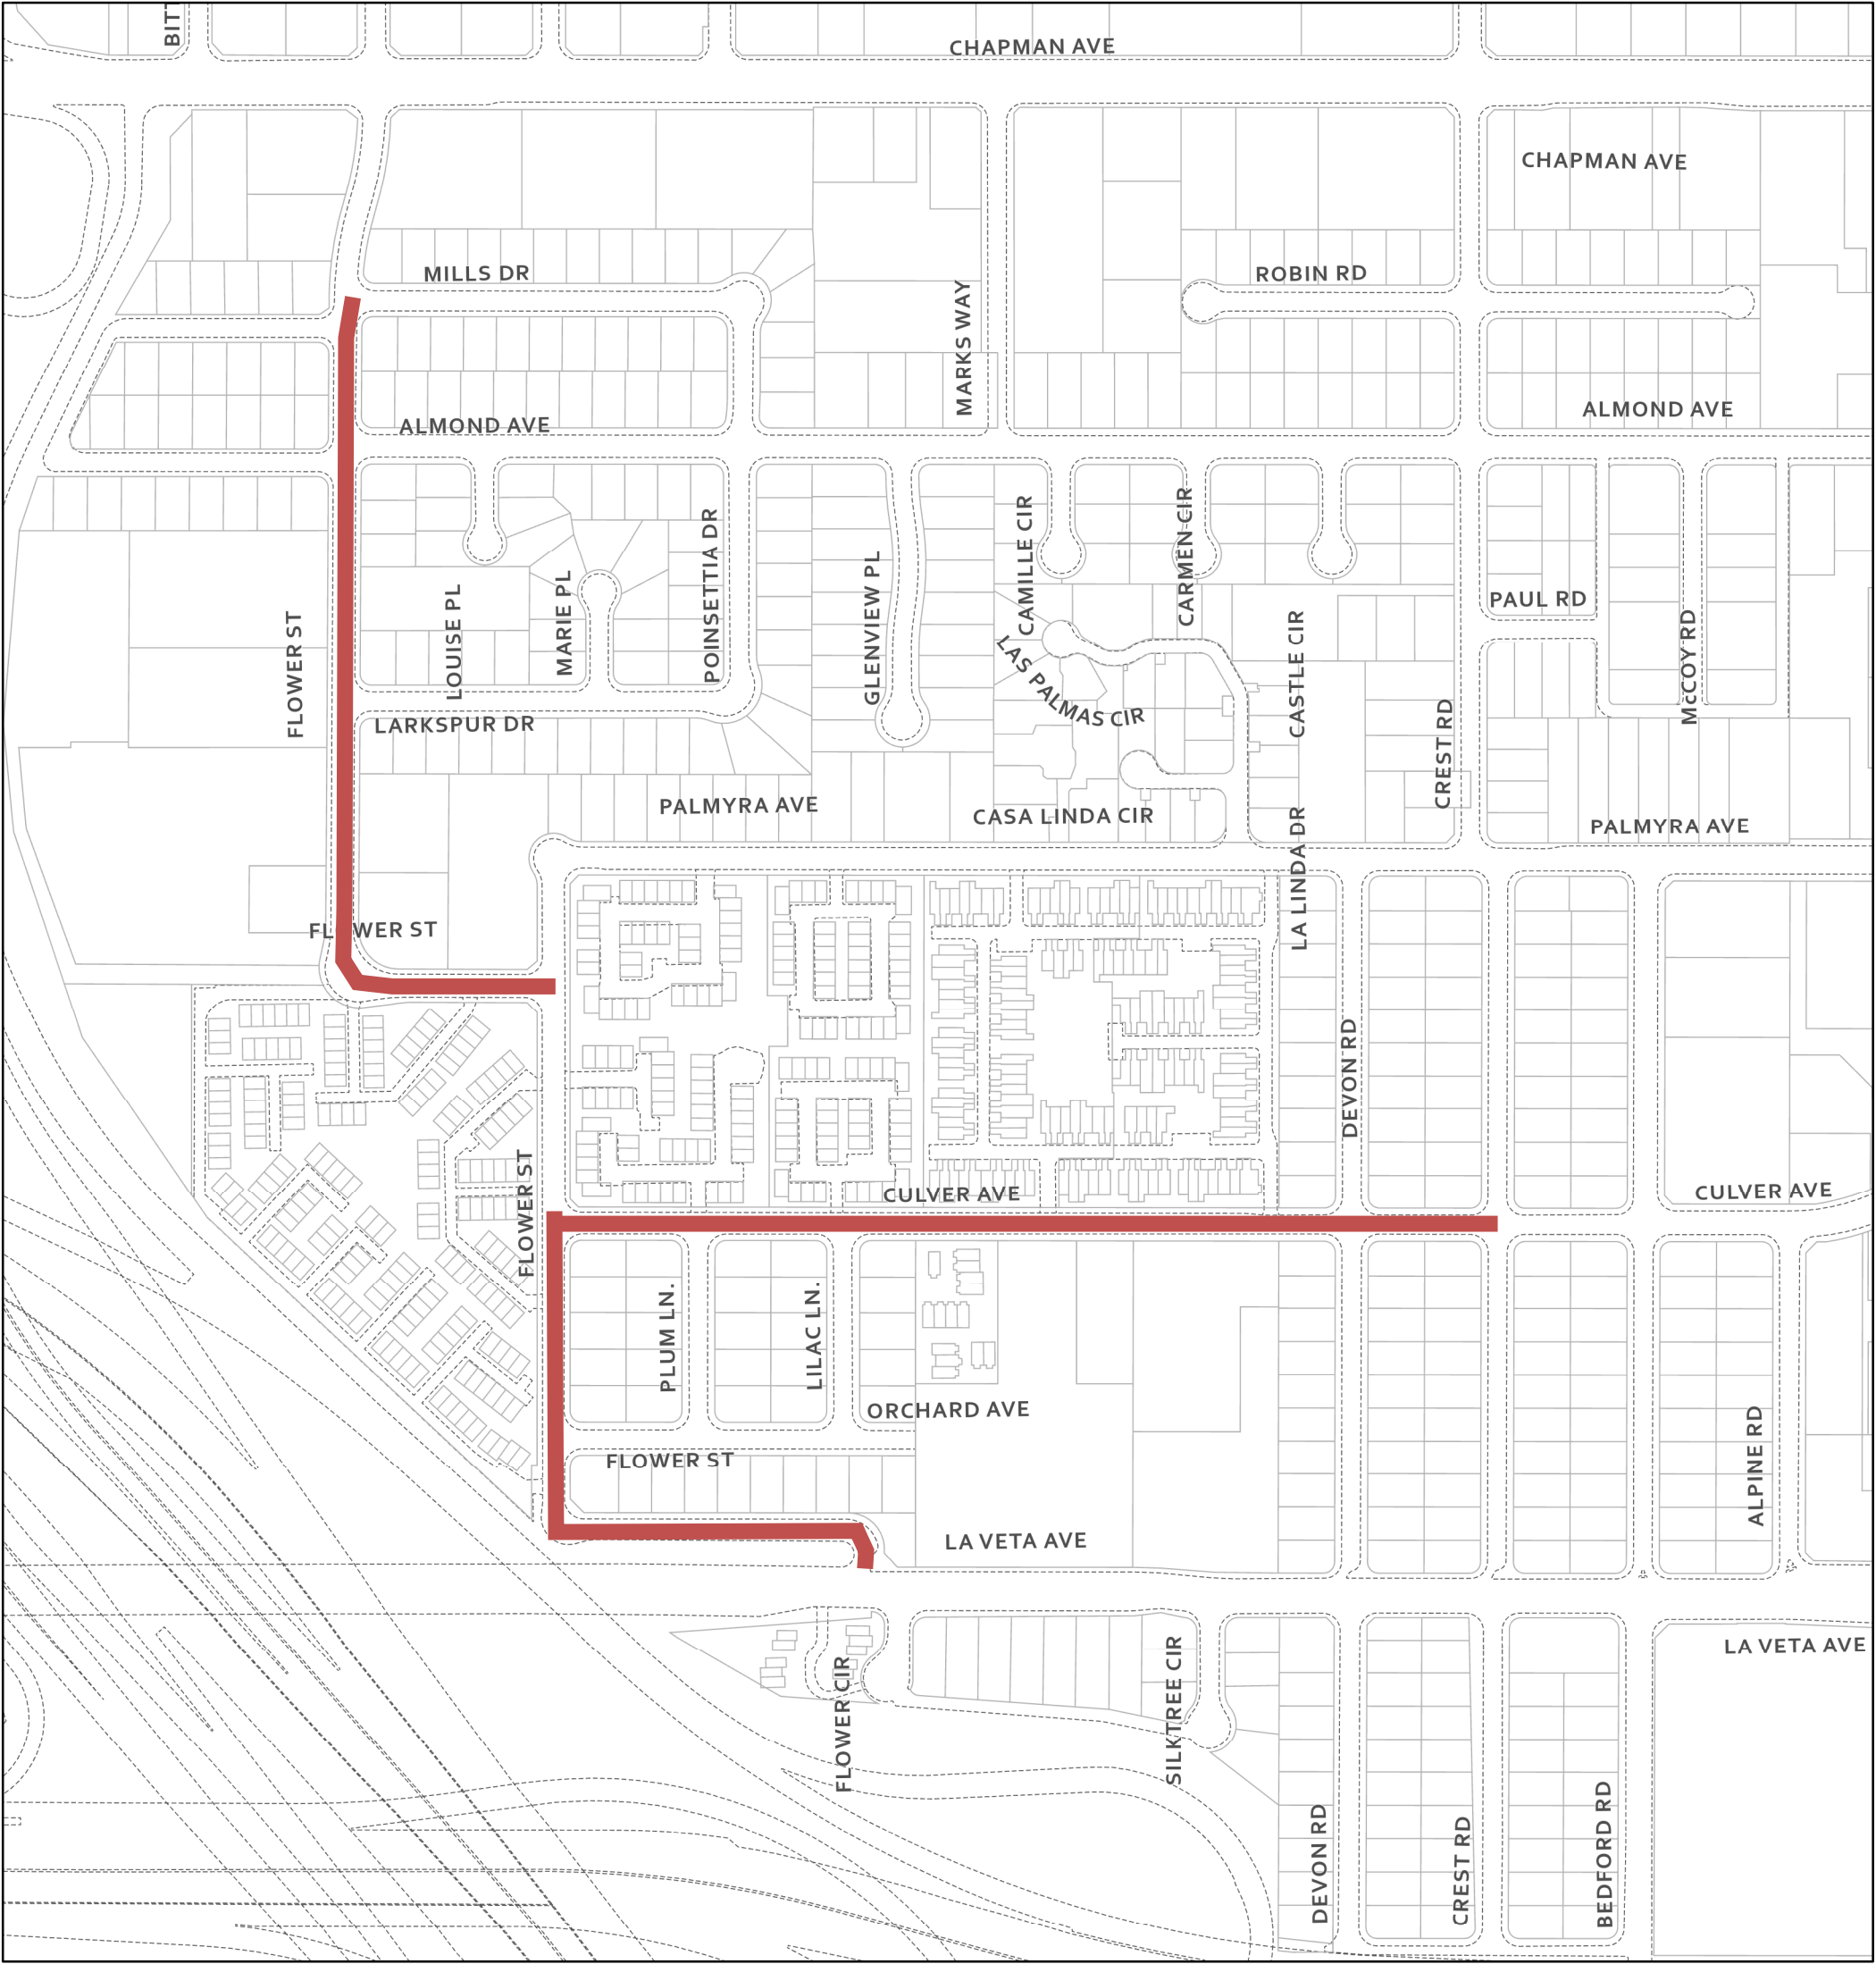 BIT
CHAPMAN AVE
CHAPMAN AVE
MILLS DR
ROBIN RD
MARKS WAY
ALMOND AVE
ALMOND AVE
POINSETTIA DR
GLENVIEW PL
CAMILLE CIR
CARMEN CIR
PAUL RD
LOUISE PL
MARIE PL
FLOWER ST
LAS PALMAS CIR
CASTLE CIR
McCOY RD
LARKSPUR DR
CREST RD
PALMYRA AVE
CASA LINDA CIR
PALMYRA AVE
LA LINDA DR
FLOWER ST
DEVON RD
FLOWER ST
CULVER AVE
CULVER AVE
PLUM LN.
LILAC LN.
ORCHARD AVE
FLOWER ST
ALPINE RD
LA VETA AVE
LA VETA AVE
FLOWER CIR
SILKTREE CIR
DEVON RD
CREST RD
BEDFORD RD